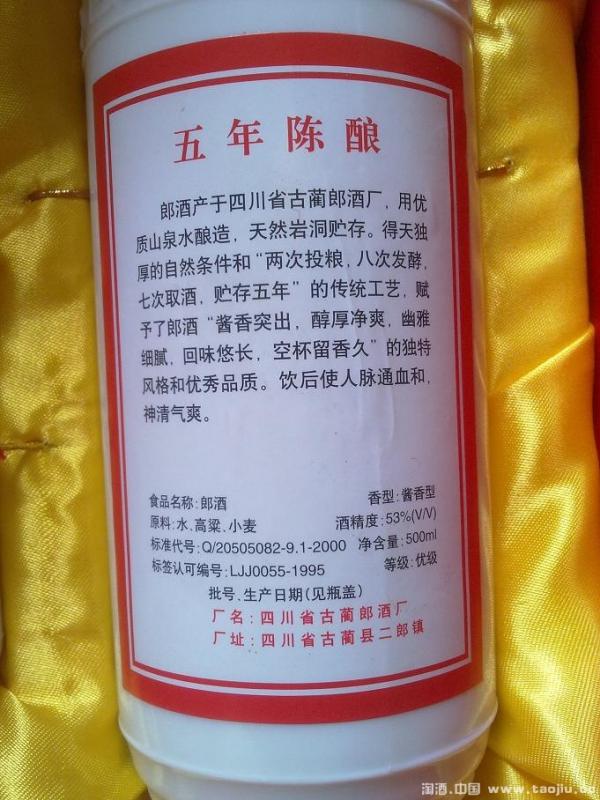 五年陈酿
郎酒产于四川省古蔺郎酒厂，用优
质山泉水酿造，天然岩洞贮存。得天独
厚的自然条件和“两次投粮，八次发酵，
七次取酒，贮存五年”的传统工艺，赋
予了郎酒“酱香突出，醇厚净爽，幽雅
细腻，回味悠长，空杯留香久”的独特
风格和优秀品质。饮后使人脉通血和，
神清气爽。
食品名称:郎酒 香型:酱香型
原料:水、高粱、小麦 酒精度:53%(V/V)
标准代号:Q/20505082-9.1-2000 净含量:500ml
标签认可编号:LJJ0055-1995 等级:优级
批号、生产日期(见瓶盖)
厂名:四川省古蔺郎酒厂
厂址:四川省古蔺县二郎镇
淘酒.中国 www.taojiu.cc